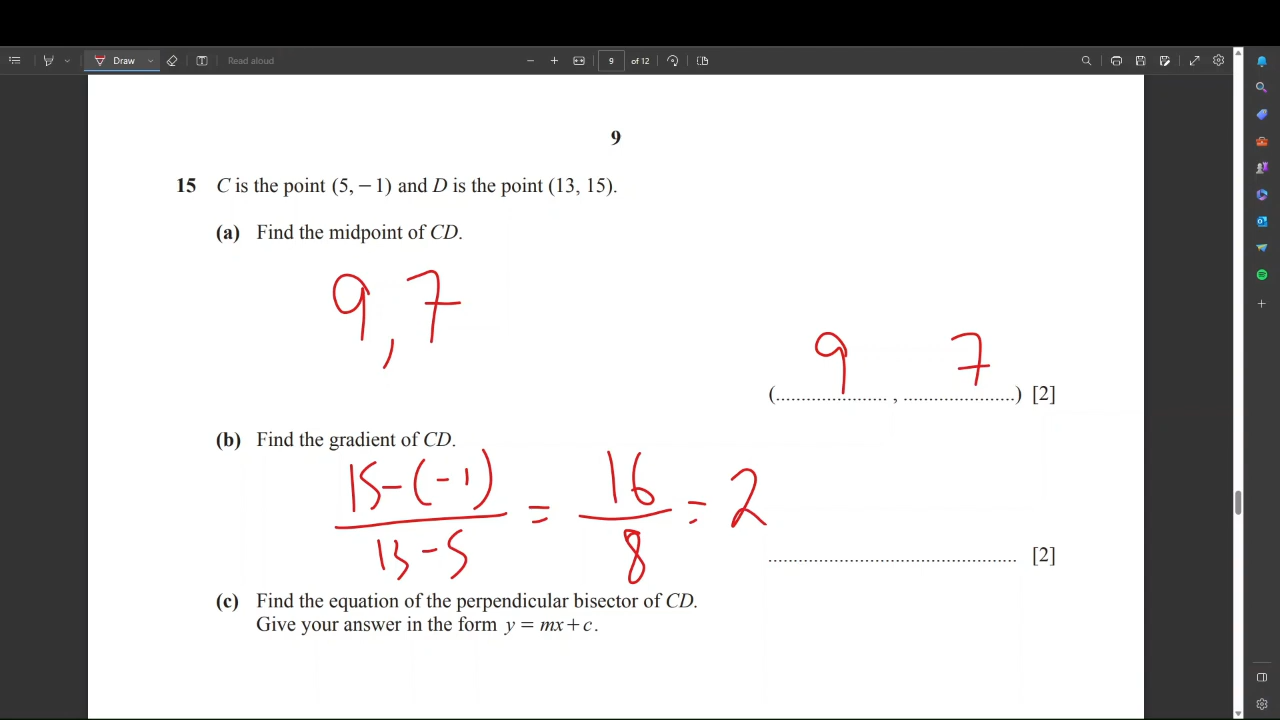 Draw
Read aloud
9
of 12
9
15 C is the point (5, −1) and D is the point (13, 15).
(a) Find the midpoint of CD.
9, 7
9 7
(...................... , ......................) [2]
(b) Find the gradient of CD.
15-(-1)/13-5 = 16/8 = 2
.................................................. [2]
(c) Find the equation of the perpendicular bisector of CD.
Give your answer in the form y = mx + c.